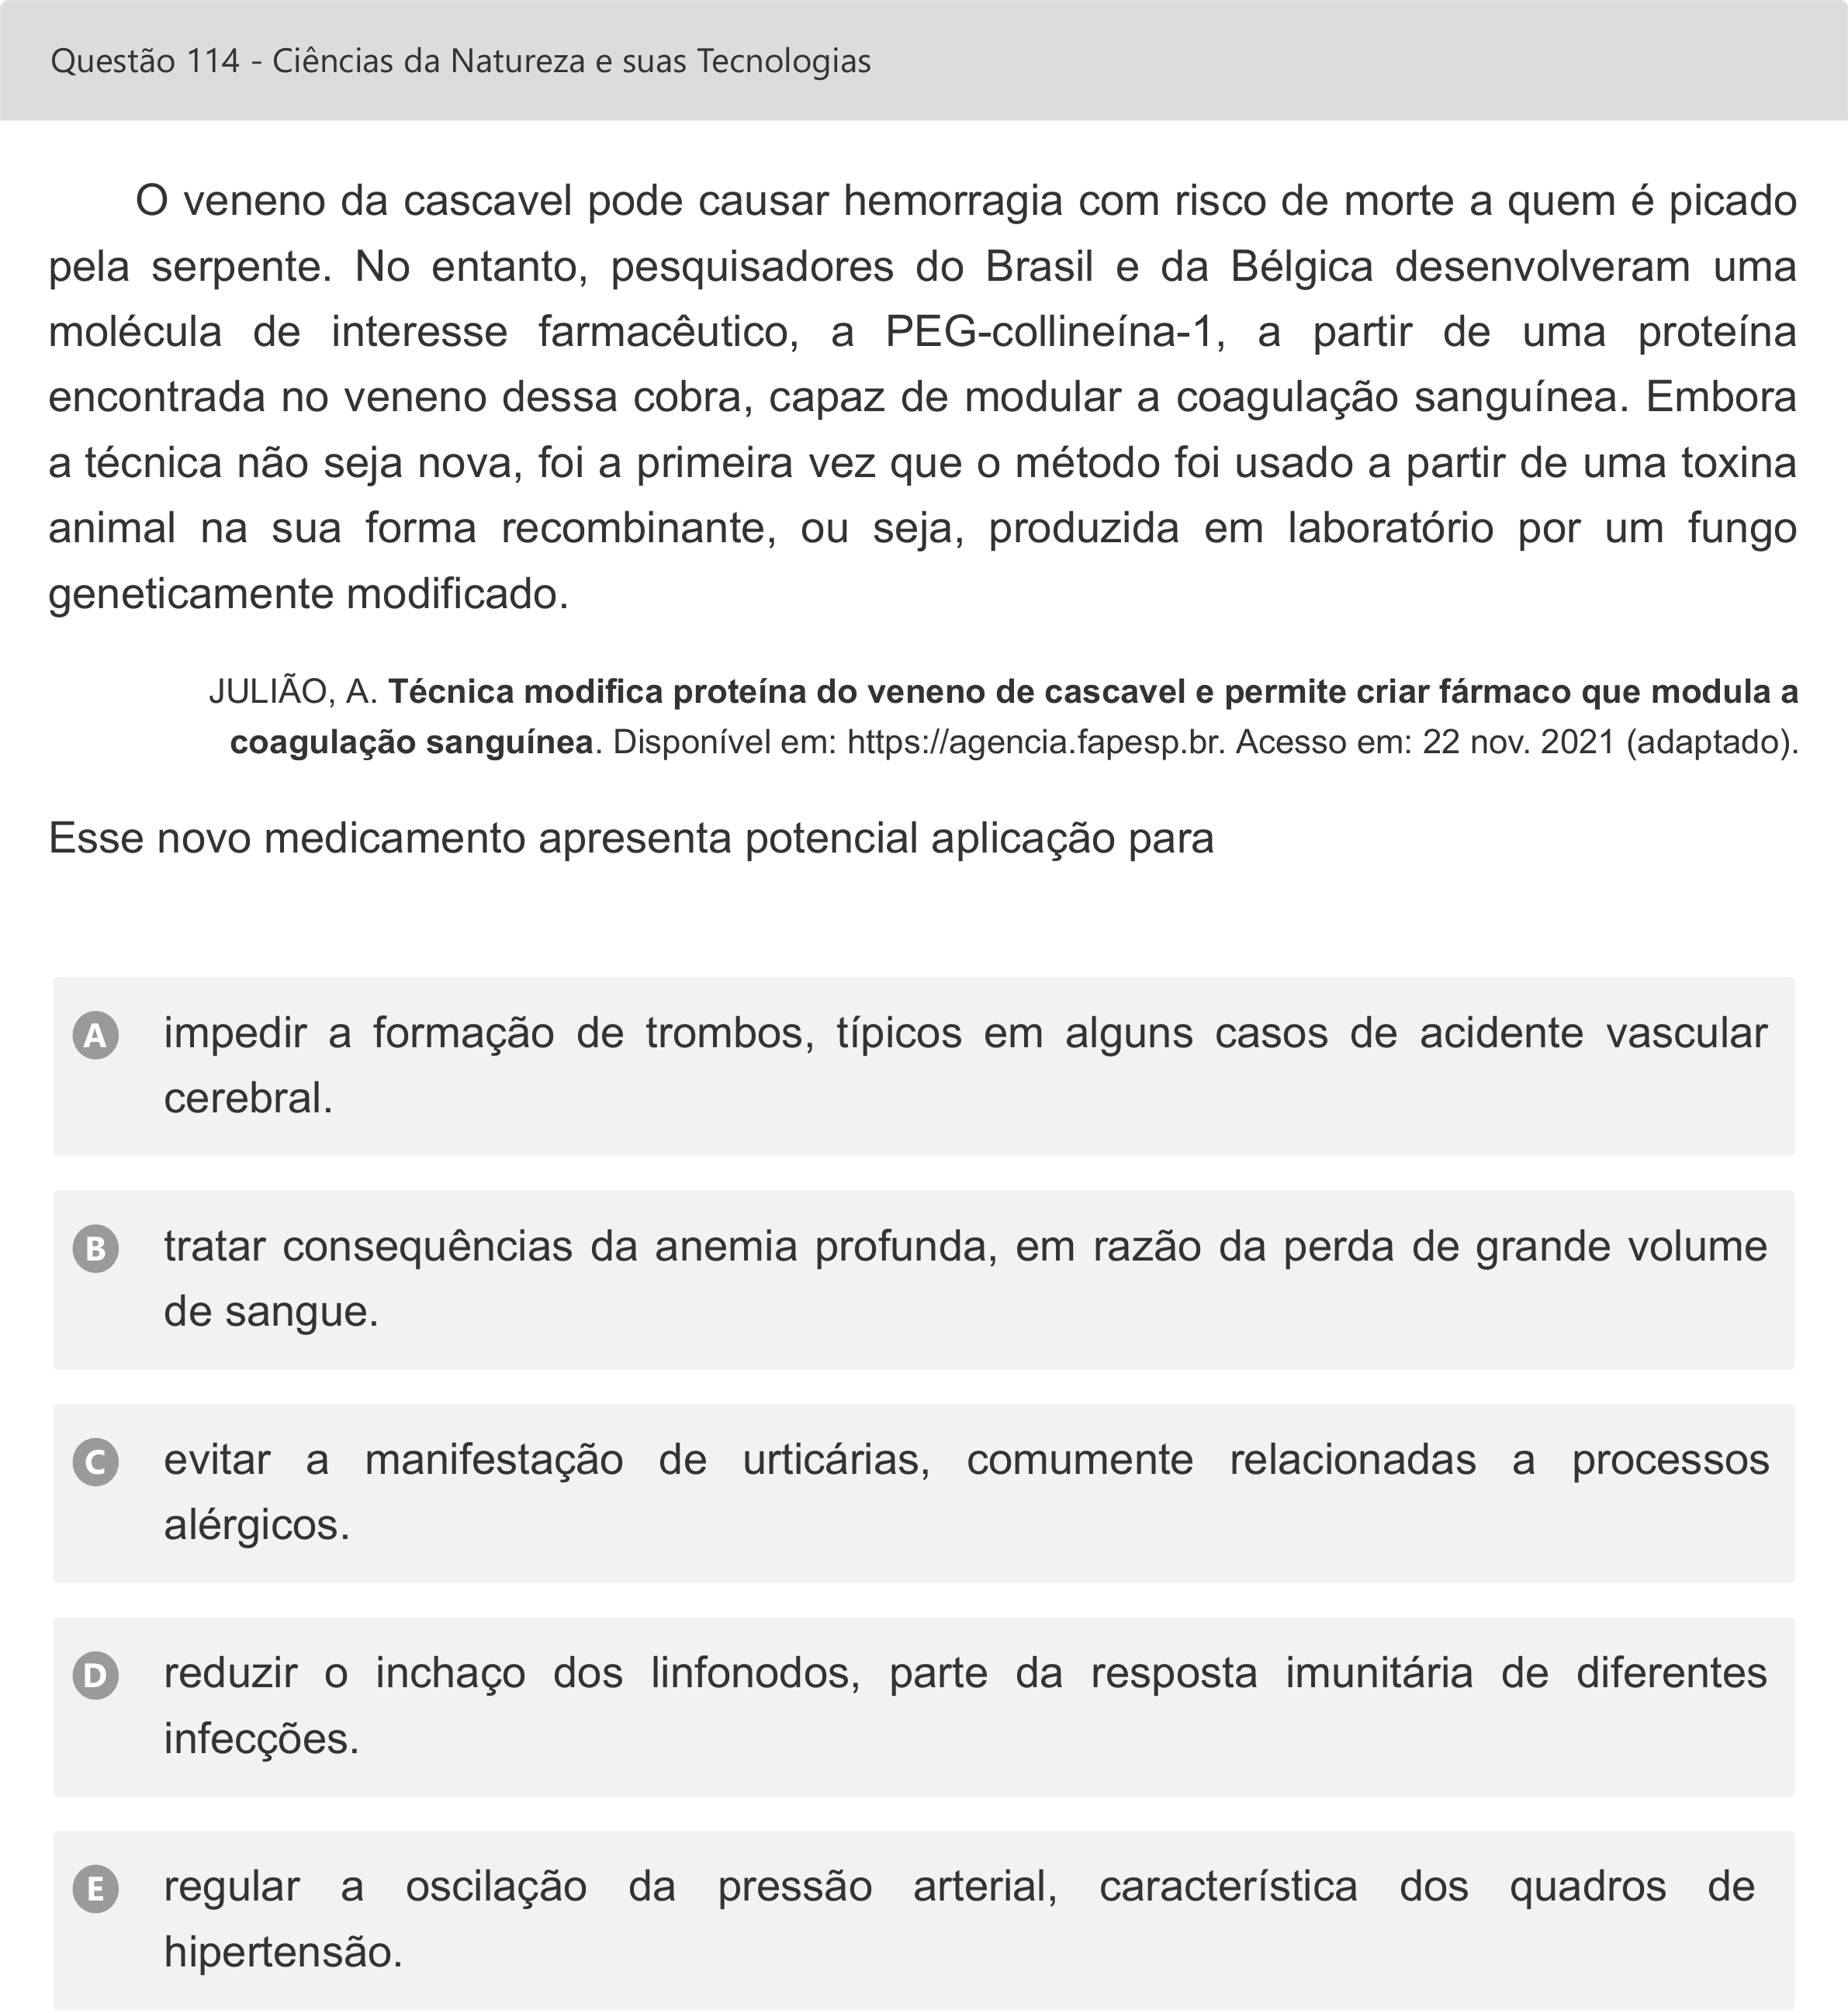 Questão 114 - Ciências da Natureza e suas Tecnologias
O veneno da cascavel pode causar hemorragia com risco de morte a quem é picado
pela serpente. No entanto, pesquisadores do Brasil e da Bélgica desenvolveram uma
molécula de interesse farmacêutico, a PEG-collineína-1, a partir de uma proteína
encontrada no veneno dessa cobra, capaz de modular a coagulação sanguínea. Embora
a técnica não seja nova, foi a primeira vez que o método foi usado a partir de uma toxina
animal na sua forma recombinante, ou seja, produzida em laboratório por um fungo
geneticamente modificado.
JULIÃO, A. Técnica modifica proteína do veneno de cascavel e permite criar fármaco que modula a
coagulação sanguínea. Disponível em: https://agencia.fapesp.br. Acesso em: 22 nov. 2021 (adaptado).
Esse novo medicamento apresenta potencial aplicação para
A impedir a formação de trombos, típicos em alguns casos de acidente vascular
cerebral.
B tratar consequências da anemia profunda, em razão da perda de grande volume
de sangue.
C evitar a manifestação de urticárias, comumente relacionadas a processos
alérgicos.
D reduzir o inchaço dos linfonodos, parte da resposta imunitária de diferentes
infecções.
E regular a oscilação da pressão arterial, característica dos quadros de
hipertensão.